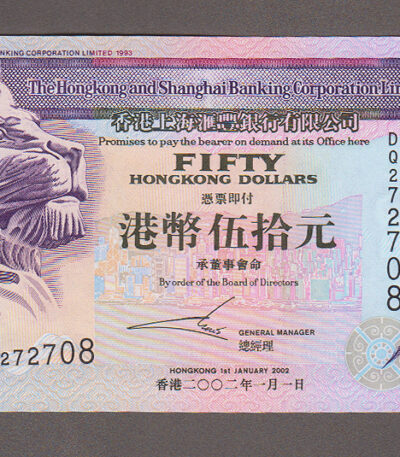 ANKING CORPORATION LIMITED 1993
The Hongkong and Shanghai Banking Corporation Lim
香港上海滙豐銀行有限公司
Promises to pay the bearer on demand at its Office here
FIFTY
HONGKONG DOLLARS
憑票即付
港幣伍拾元
承董事會命
By order of the Board of Directors
GENERAL MANAGER
總經理
HONGKONG 1st JANUARY 2002
香港二〇〇二年一月一日
272708
DQ272708